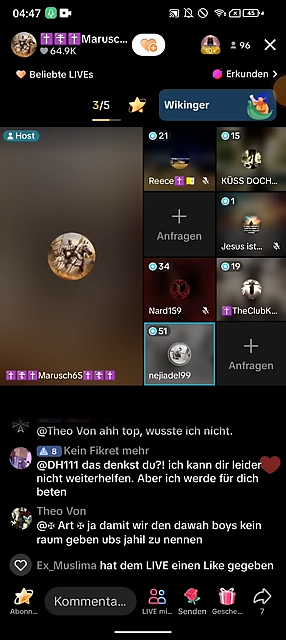 04:47
45
✝️✝️✝️Marusc...
64.9K
96
Beliebte LIVEs
Erkunden >
3/5
Wikinger
Host
21
15
Reece✝️
KÜSS DOCH...
Anfragen
1
Jesus ist...
34
19
Nard159
✝️TheClubK...
51
✝️✝️✝️Marusch65✝️✝️✝️
nejiadel99
Anfragen
@Theo Von ahh top, wusste ich nicht.
8 Kein Fikret mehr
@DH111 das denkst du?! ich kann dir leider
nicht weiterhelfen. Aber ich werde für dich
beten
Theo Von
@✠ Art ✠ ja damit wir den dawah boys kein
raum geben ubs jahil zu nennen
Ex_Muslima hat dem LIVE einen Like gegeben
Kommenta...
Abonn...
LIVE mi...
Senden
Gesche...
7